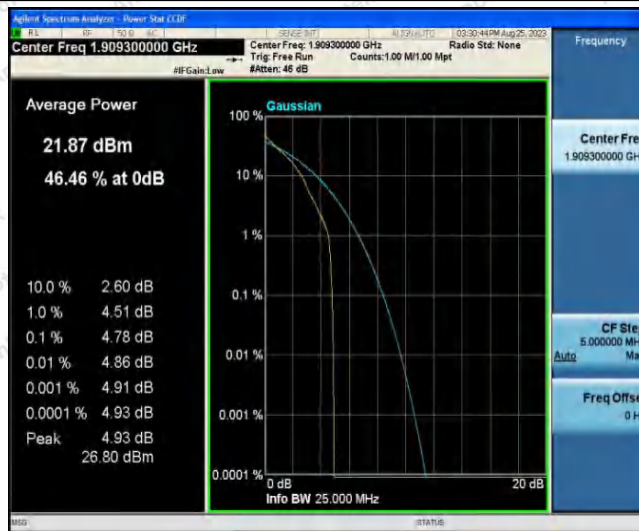 Agilent Spectrum Analyzer - Power Stat CCDF
RL RF 50 Ω AC SENSE:INT ALIGN AUTO 03:30:44 PM Aug 25, 2023
Center Freq 1.909300000 GHz
Center Freq: 1.909300000 GHz Radio Std: None
Trig: Free Run Counts:1.00 M/1.00 Mpt
#IFGain:Low #Atten: 46 dB
Frequency
Average Power
21.87 dBm
46.46 % at 0dB
10.0 % 2.60 dB
1.0 % 4.51 dB
0.1 % 4.78 dB
0.01 % 4.86 dB
0.001 % 4.91 dB
0.0001 % 4.93 dB
Peak 4.93 dB
26.80 dBm
Gaussian
100 %
10 %
1 %
0.1 %
0.01 %
0.001 %
0.0001 %
0 dB 20 dB
Info BW 25.000 MHz
Center Fre
1.909300000 GH
CF Ste
5.000000 MH
Auto Ma
Freq Offse
0 H
MSG STATUS